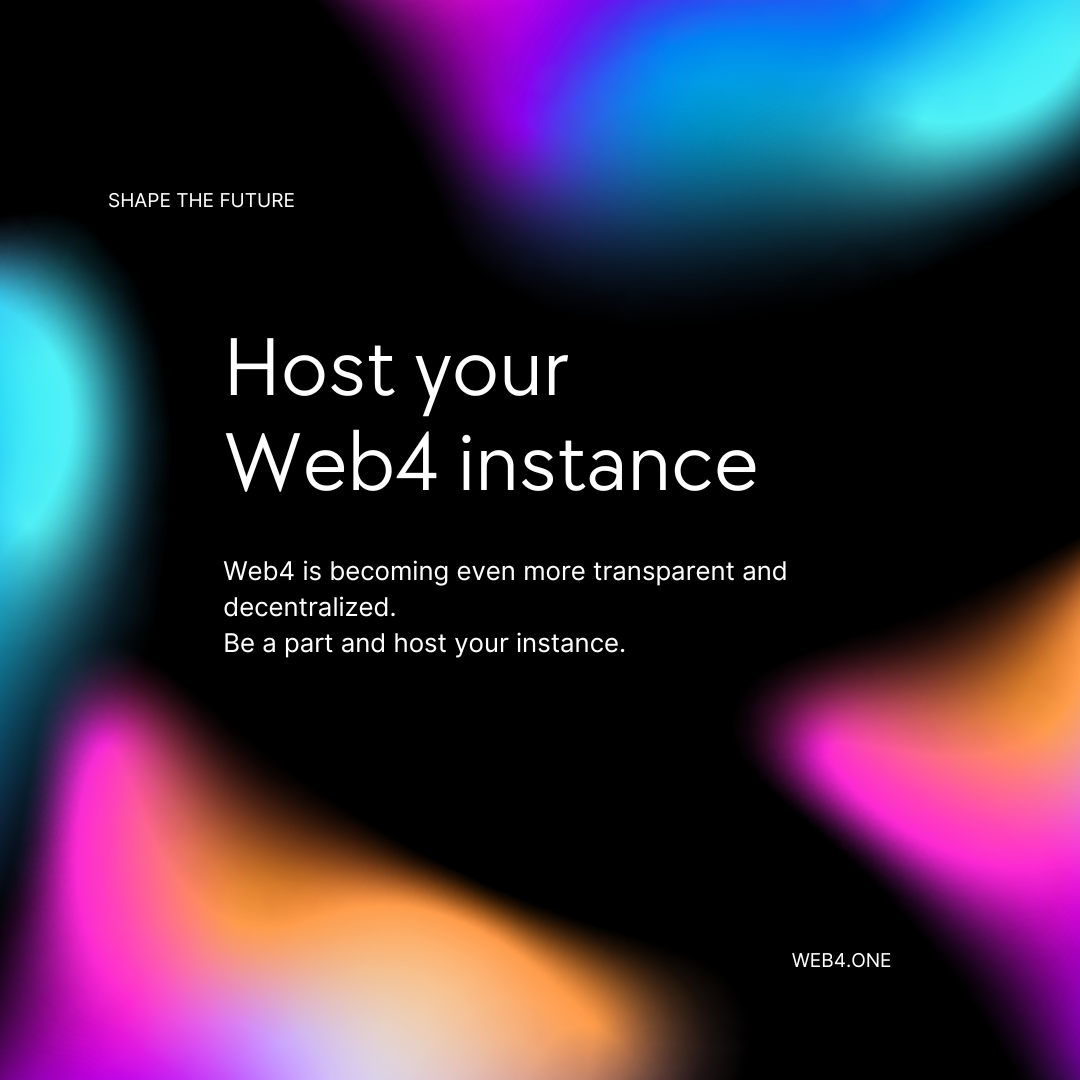 SHAPE THE FUTURE
Host your
Web4 instance
Web4 is becoming even more transparent and
decentralized.
Be a part and host your instance.
WEB4.ONE